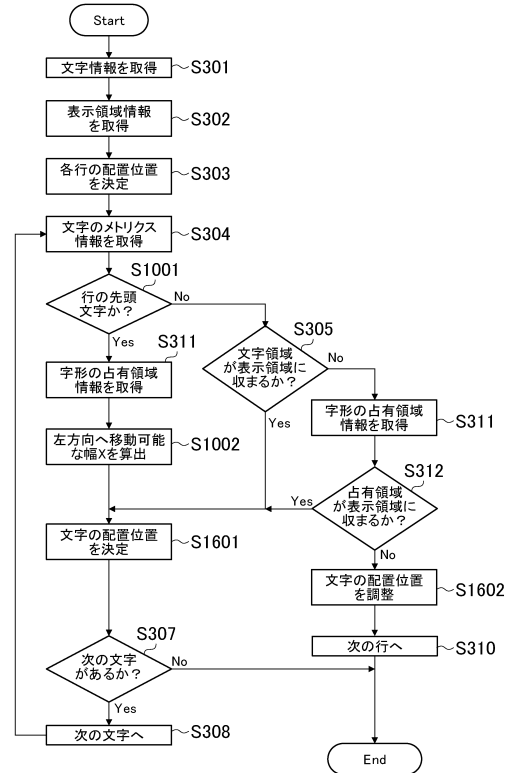 Start
文字情報を取得
S301
表示領域情報
を取得
S302
各行の配置位置
を決定
S303
文字のメトリクス
情報を取得
S304
S1001
行の先頭
文字か？
No
Yes
S305
文字領域
が表示領域に
収まるか？
No
Yes
S311
字形の占有領域
情報を取得
字形の占有領域
情報を取得
S311
左方向へ移動可能
な幅Xを算出
S1002
S312
占有領域
が表示領域に
収まるか？
Yes
No
文字の配置位置
を決定
S1601
文字の配置位置
を調整
S1602
S307
次の文字
があるか？
No
Yes
次の行へ
S310
次の文字へ
S308
End